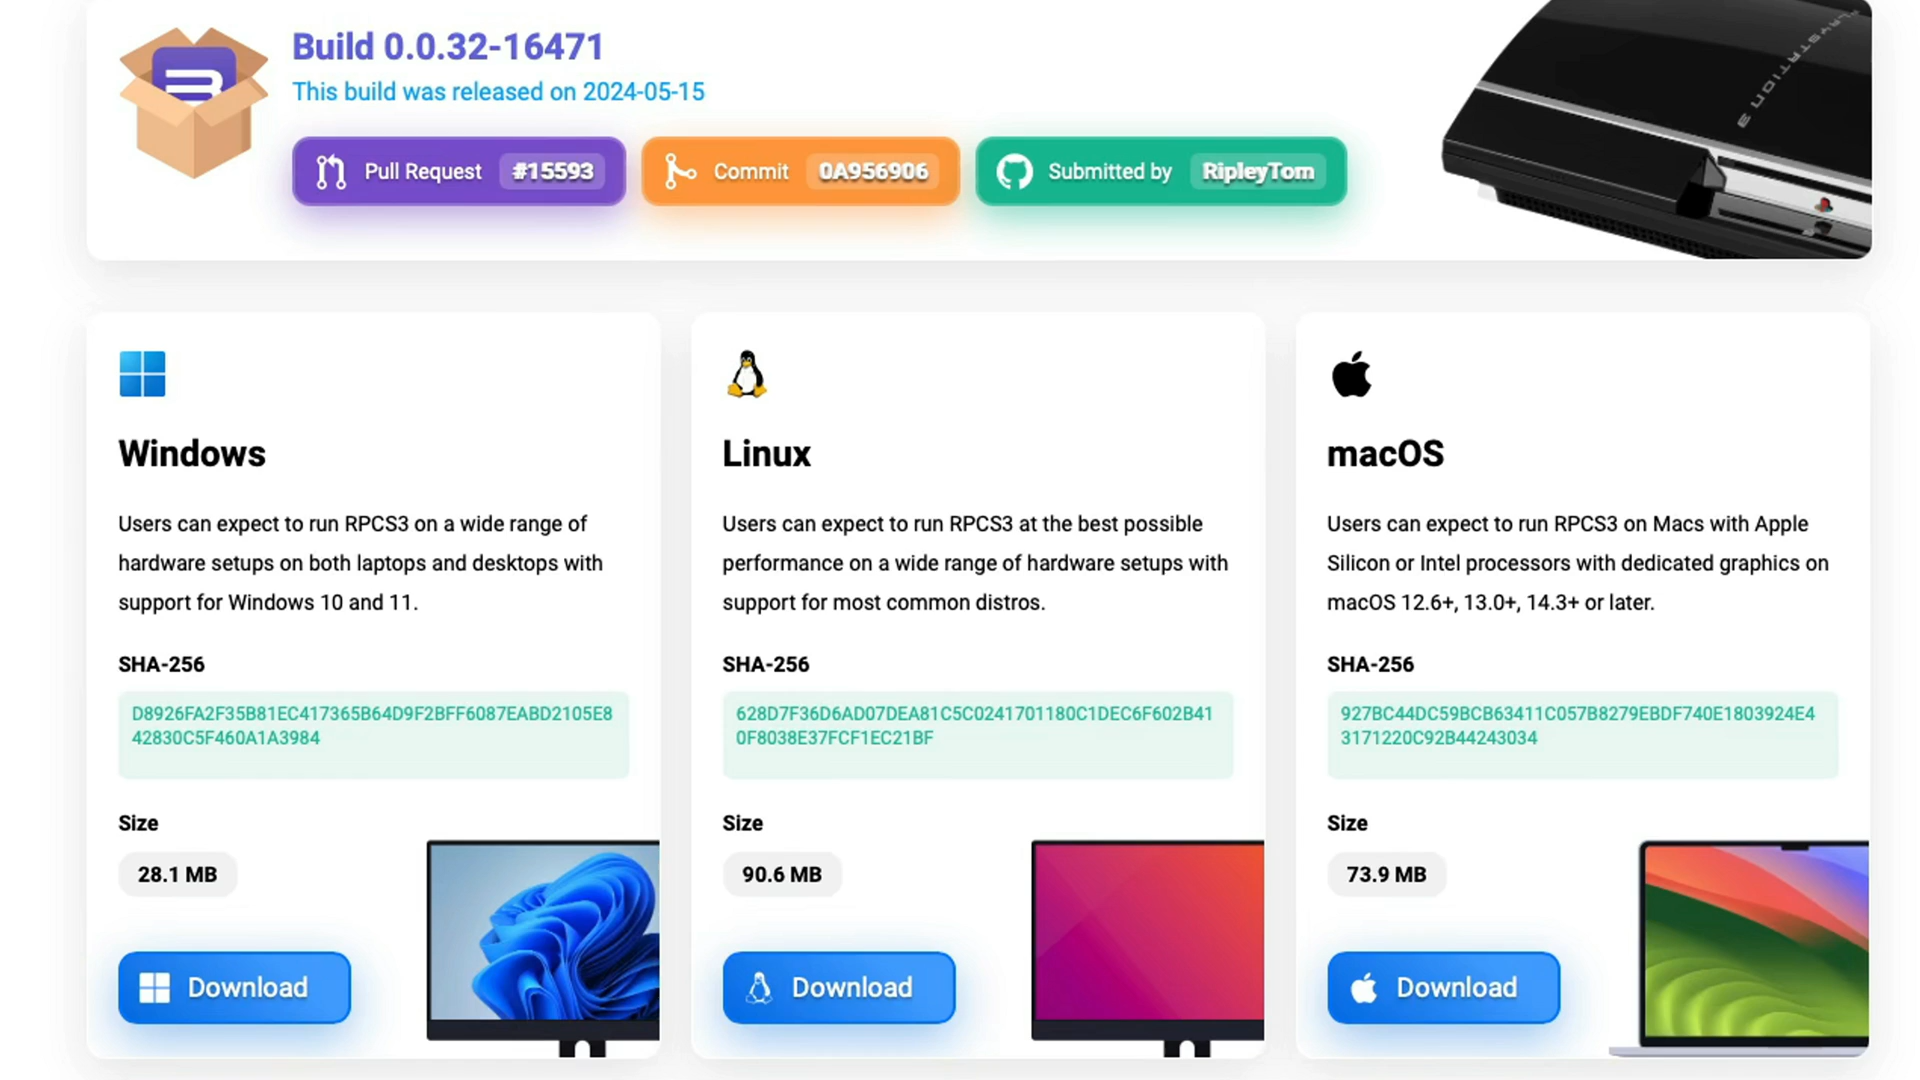 Build 0.0.32-16471
This build was released on 2024-05-15
Pull Request #15593
Commit 0A956906
Submitted by RipleyTom
PLAYSTATION 3
Windows
Users can expect to run RPCS3 on a wide range of
hardware setups on both laptops and desktops with
support for Windows 10 and 11.
SHA-256
D8926FA2F35B81EC417365B64D9F2BFF6087EABD2105E8
42830C5F460A1A3984
Size
28.1 MB
Download
Linux
Users can expect to run RPCS3 at the best possible
performance on a wide range of hardware setups with
support for most common distros.
SHA-256
628D7F36D6AD07DEA81C5C0241701180C1DEC6F602B41
0F8038E37FCF1EC21BF
Size
90.6 MB
Download
macOS
Users can expect to run RPCS3 on Macs with Apple
Silicon or Intel processors with dedicated graphics on
macOS 12.6+, 13.0+, 14.3+ or later.
SHA-256
927BC44DC59BCB63411C057B8279EBDF740E1803924E4
3171220C92B44243034
Size
73.9 MB
Download